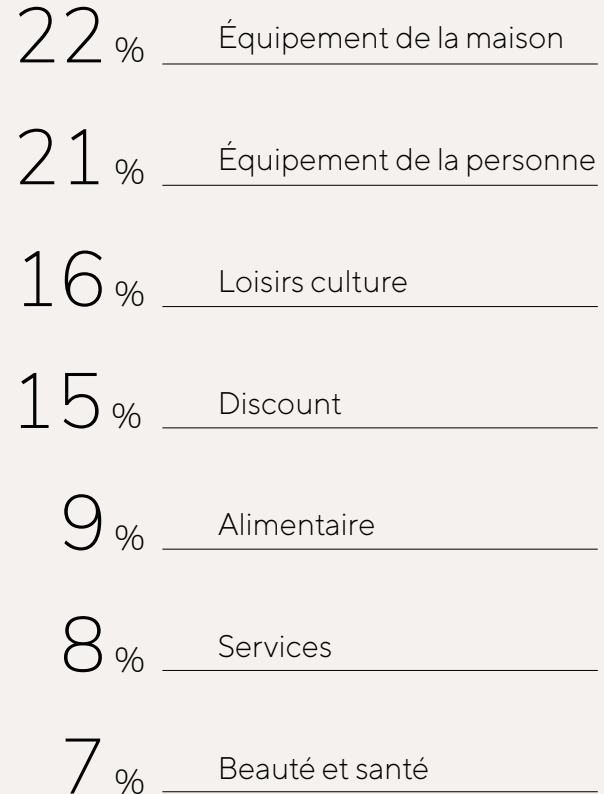 22 % Équipement de la maison
21 % Équipement de la personne
16 % Loisirs culture
15 % Discount
9 % Alimentaire
8 % Services
7 % Beauté et santé